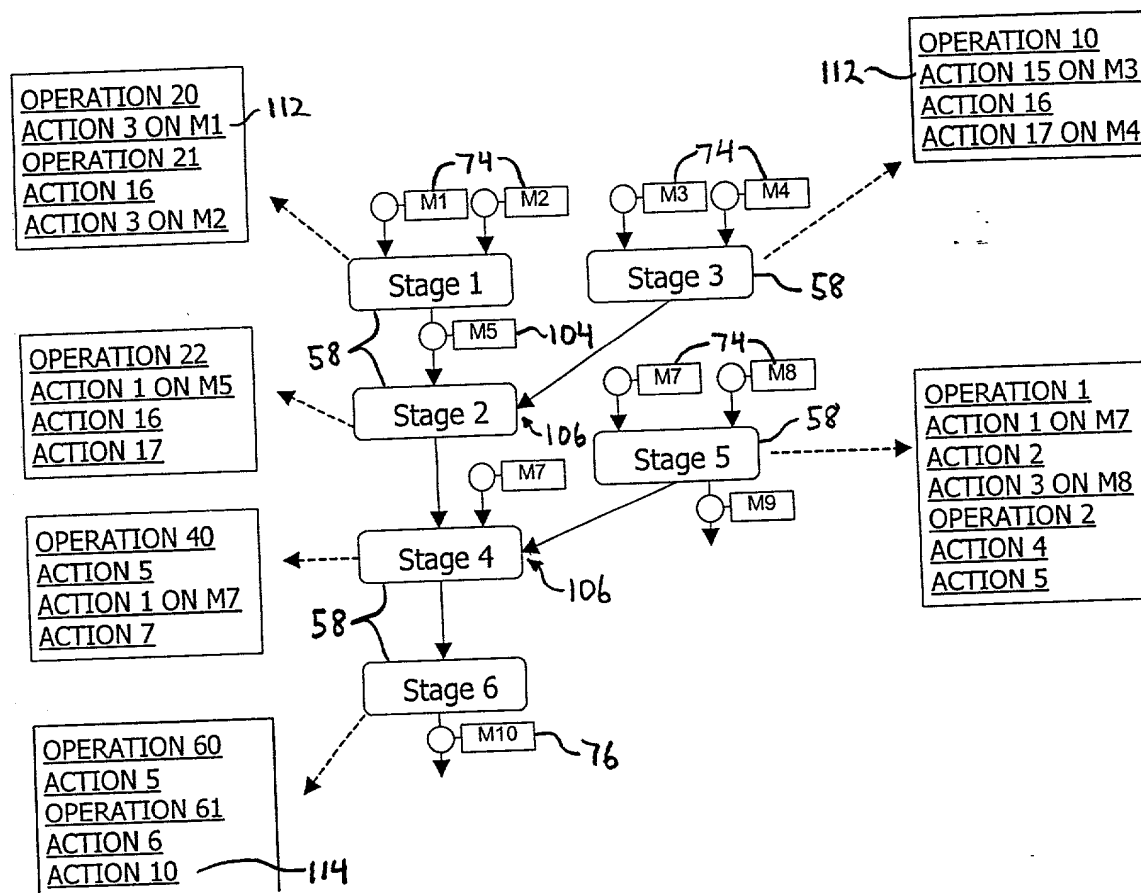 OPERATION 10
112
ACTION 15 ON M3
ACTION 16
ACTION 17 ON M4
OPERATION 20
ACTION 3 ON M1
112
OPERATION 21
ACTION 16
ACTION 3 ON M2
74
74
M1
M2
M3
M4
Stage 1
Stage 3
58
58
M5
104
74
M7
M8
OPERATION 22
ACTION 1 ON M5
ACTION 16
ACTION 17
Stage 2
106
58
Stage 5
OPERATION 1
ACTION 1 ON M7
ACTION 2
ACTION 3 ON M8
OPERATION 2
ACTION 4
ACTION 5
M7
M9
OPERATION 40
ACTION 5
ACTION 1 ON M7
ACTION 7
Stage 4
106
58
Stage 6
M10
76
OPERATION 60
ACTION 5
OPERATION 61
ACTION 6
ACTION 10
114